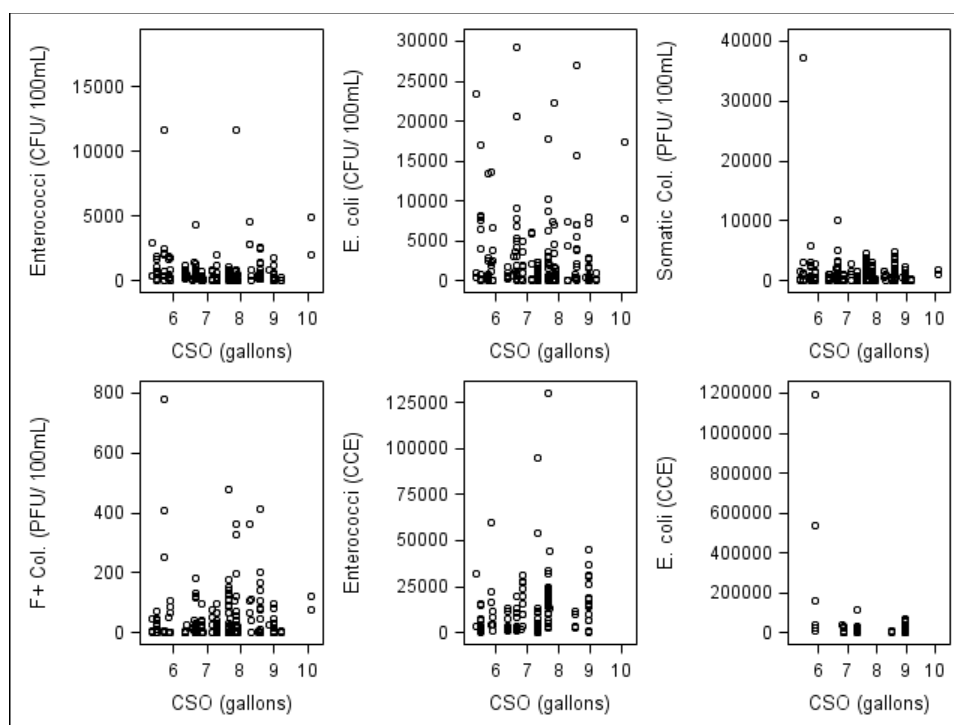 Enterococci (CFU/ 100mL)
15000
10000
5000
0
6 7 8 9 10
CSO (gallons)
E. coli (CFU/ 100mL)
30000
25000
20000
15000
10000
5000
0
6 7 8 9 10
CSO (gallons)
Somatic Col. (PFU/ 100mL)
40000
30000
20000
10000
0
6 7 8 9 10
CSO (gallons)
F+ Col. (PFU/ 100mL)
800
600
400
200
0
6 7 8 9 10
CSO (gallons)
Enterococci (CCE)
125000
100000
75000
50000
25000
0
6 7 8 9 10
CSO (gallons)
E. coli (CCE)
1200000
1000000
800000
600000
400000
200000
0
6 7 8 9 10
CSO (gallons)